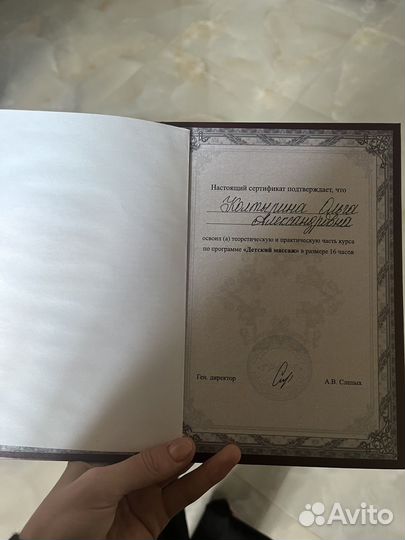 Настоящий сертификат подтверждает, что
Колтугина Ольга
Александровна
освоил (а) теоретическую и практическую часть курса
по программе «Детский массаж» в размере 16 часов
Ген. директор
А.В. Слепых
Avito